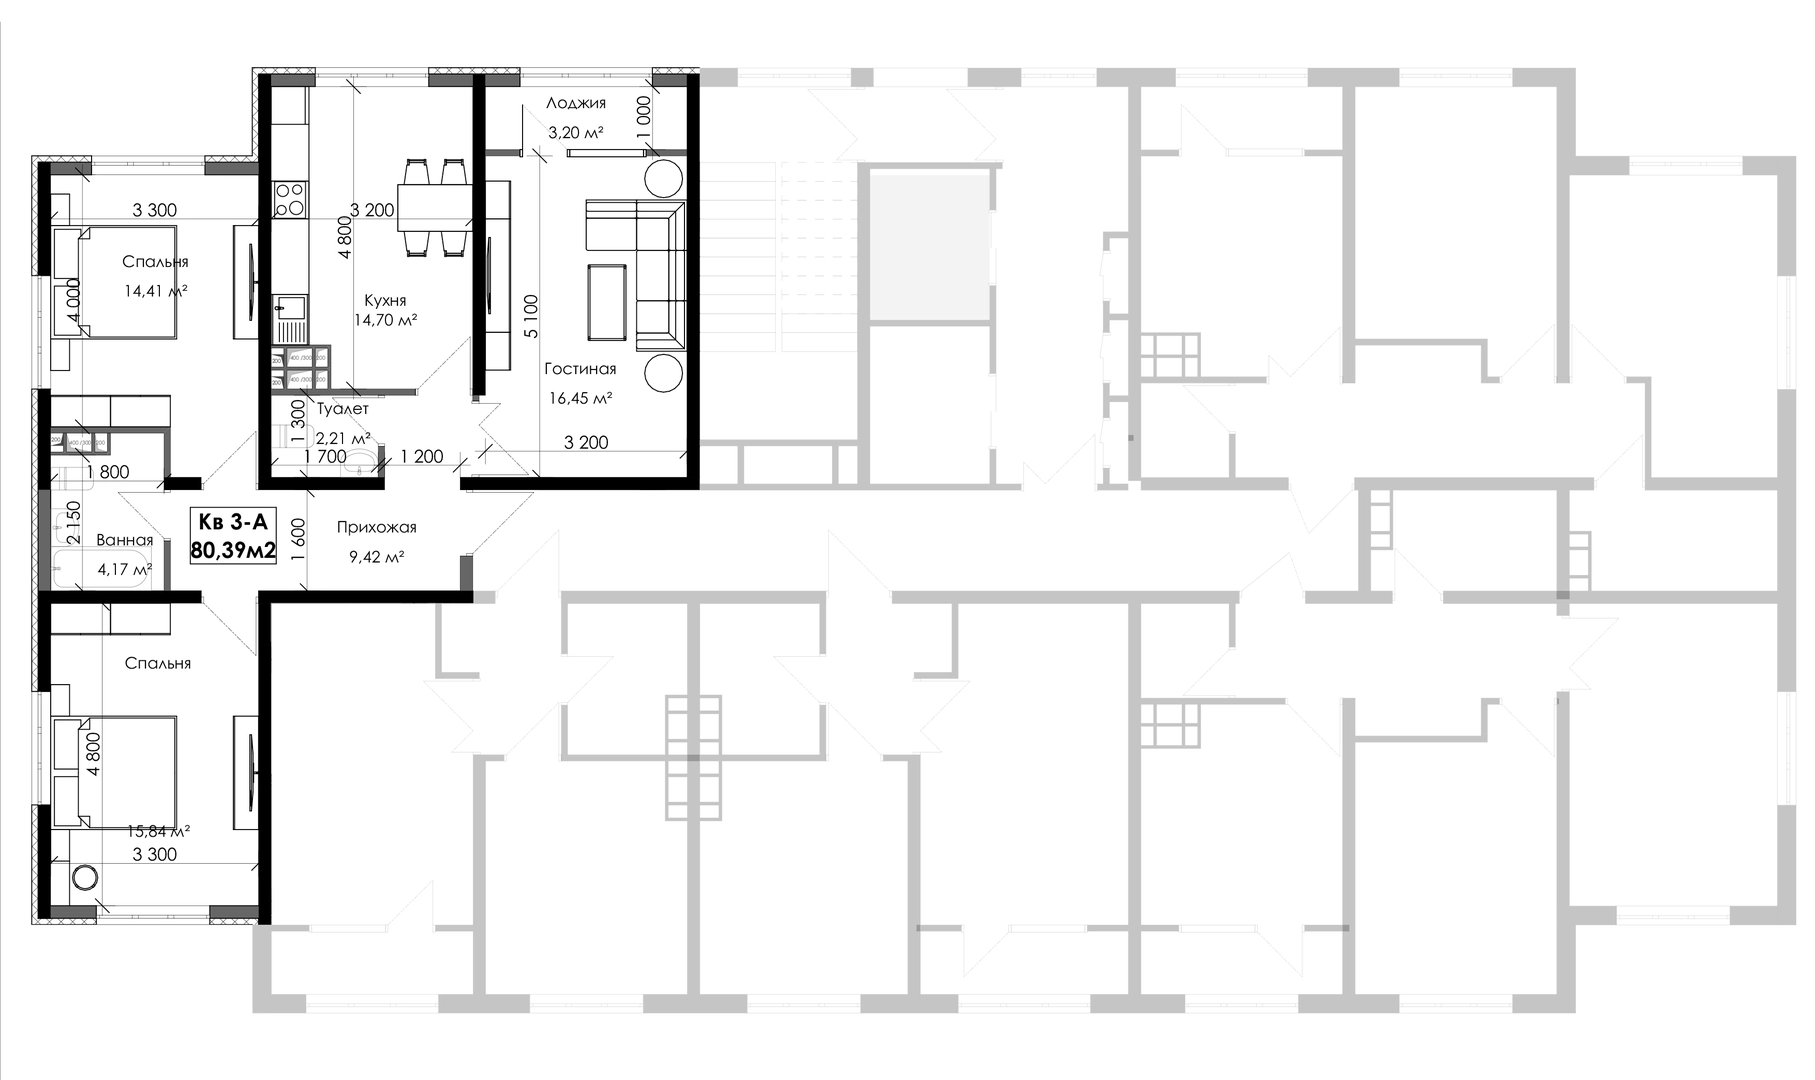 Лоджия
3,20 м²
1 000
3 300
3 200
4 800
Спальня
14,41 м²
4 000
Кухня
14,70 м²
5 100
Гостиная
16,45 м²
1 300
Туалет
2,21 м²
1 700
1 200
3 200
1 800
2 150
Ванная
4,17 м²
Кв 3-А
80,39м2
1 600
Прихожая
9,42 м²
Спальня
4 800
15,84 м²
3 300